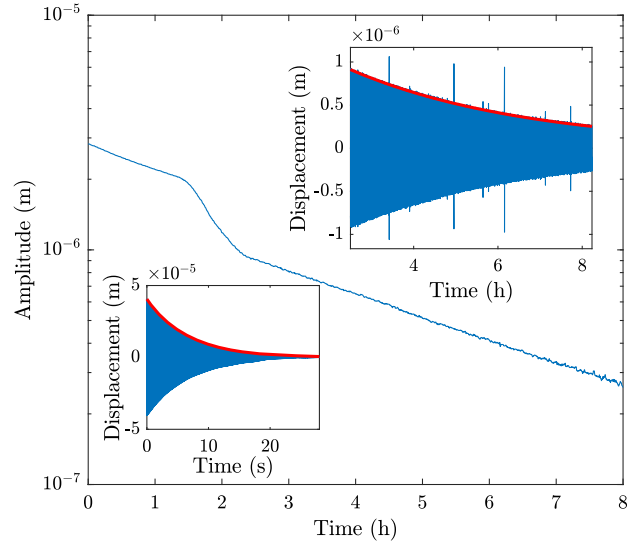 10^{-5}
10^{-6}
10^{-7}
Amplitude (m)
0 1 2 3 4 5 6 7 8
Time (h)
×10^{-6}
1
0.5
0
-0.5
-1
Displacement (m)
4 6 8
Time (h)
×10^{-5}
5
0
-5
Displacement (m)
0 10 20
Time (s)